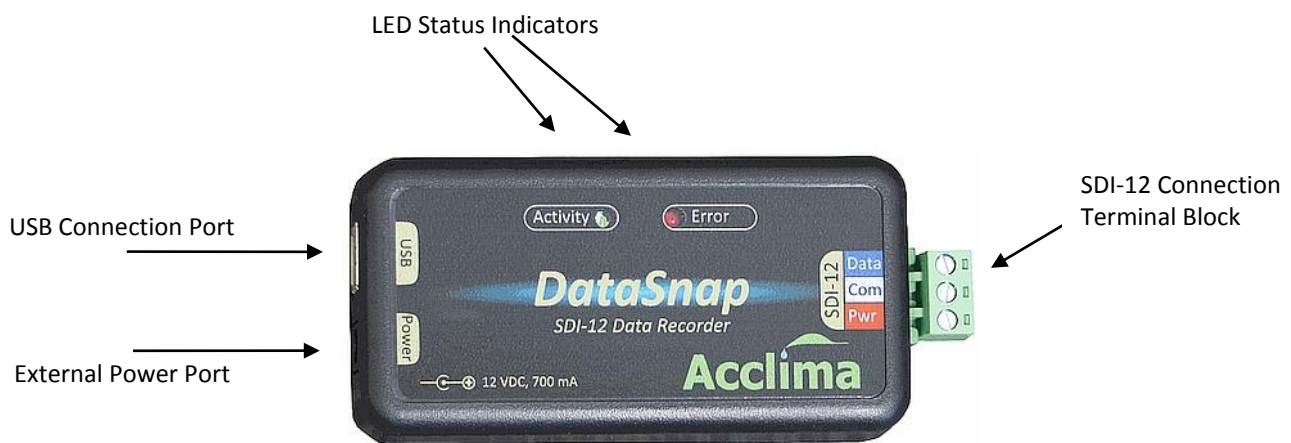 LED Status Indicators
SDI-12 Connection
Terminal Block
USB Connection Port
External Power Port
Activity
Error
USB
Power
DataSnap
SDI-12 Data Recorder
SDI-12
Data
Com
Pwr
12 VDC, 700 mA
Acclima